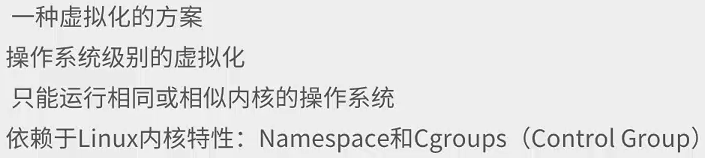 一种虚拟化的方案
操作系统级别的虚拟化
只能运行相同或相似内核的操作系统
依赖于Linux内核特性：Namespace和Cgroups（Control Group）